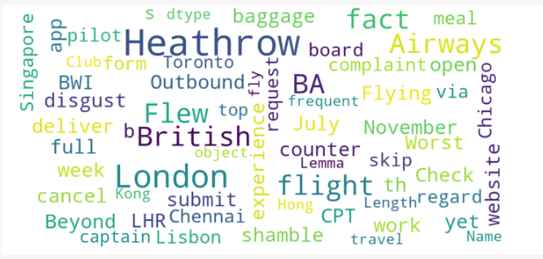 s dtype baggage fact meal
Singapore app pilot Heathrow board Airways
Club form Toronto complaint open
BWI Outbound fly request BA Flying via Chicago
disgust Flew top frequent
deliver b British July November
full object. experience counter Worst
week London Lemma skip Check
cancel Kong submit Hong flight th regard website
Beyond LHR Chennai CPT Length work yet
captain Lisbon shamble travel Name